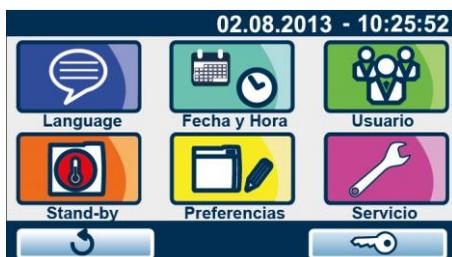 02.08.2013 - 10:25:52
Language Fecha y Hora Usuario
Stand-by Preferencias Servicio